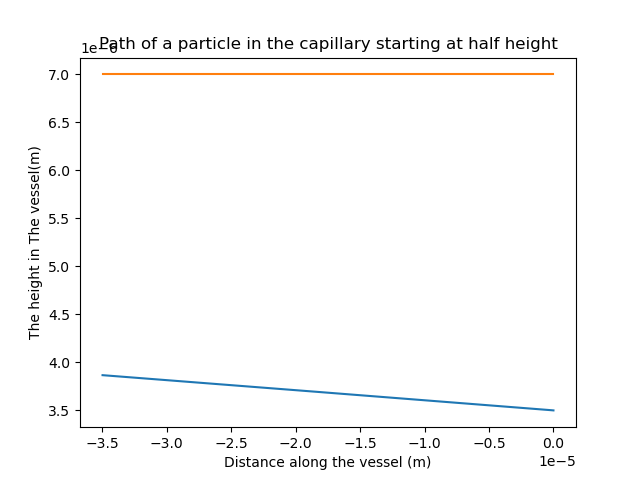 Path of a particle in the capillary starting at half height
1e−6
7.0
6.5
6.0
5.5
5.0
4.5
4.0
3.5
The height in The vessel(m)
−3.5 −3.0 −2.5 −2.0 −1.5 −1.0 −0.5 0.0
1e−5
Distance along the vessel (m)